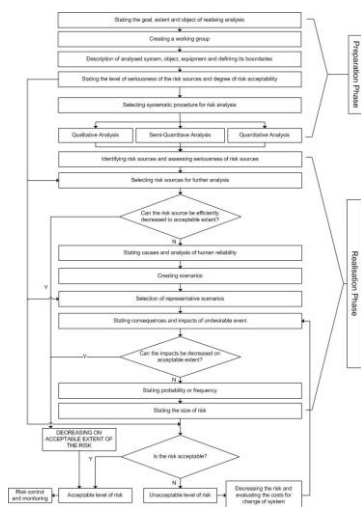 Stating the goal, extent and object of realising analysis
Creating a working group
Description of analysed system, object, equipment and defining its boundaries
Stating the level of seriousness of the risk sources and degree of risk acceptability
Selecting systematic procedure for risk analysis
Qualitative Analysis
Semi-Quantitave Analysis
Quantitative Analysis
Preparation Phase
Identifying risk sources and assessing seriousness of risk sources
Selecting risk sources for further analysis
Can the risk source be efficiently
decreased to acceptable extent?
N
Stating causes and analysis of human reliability
Creating scenarios
Y
Selection of representative scenarios
Stating consequences and impacts of undesirable event
Y
Can the impacts be decreased on
acceptable extent?
N
Stating probability or frequency
Stating the size of risk
Realisation Phase
DECREASING ON
ACCEPTABLE EXTENT OF
THE RISK
Is the risk acceptable?
Y
N
Risk control
and monitoring
Acceptable level of risk
Unacceptable level of risk
Decreasing the risk and
evaluating the costs for
change of system